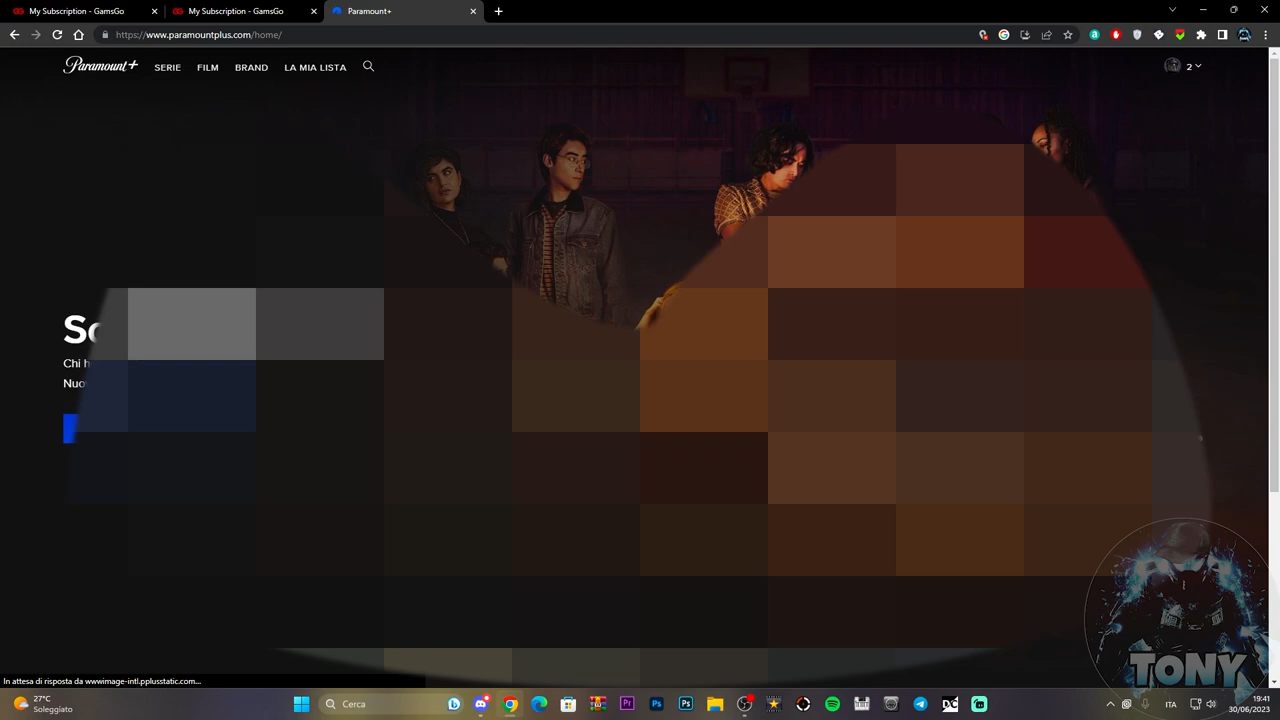 My Subscription - GamsGo
My Subscription - GamsGo
Paramount+
https://www.paramountplus.com/home/
Paramount+ SERIE FILM BRAND LA MIA LISTA
2
Chi
In attesa di risposta da wwwimage-intl.pplusstatic.com...
TONY
27°C
Soleggiato
Cerca
ITA
19:41
30/06/2023